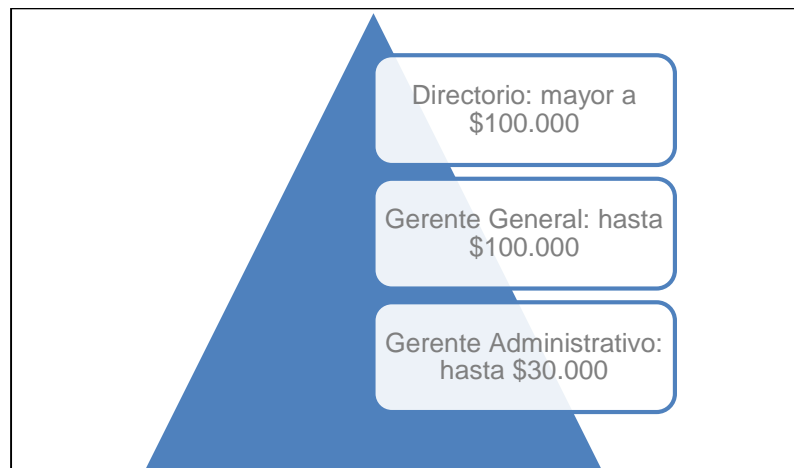 Directorio: mayor a
$100.000
Gerente General: hasta
$100.000
Gerente Administrativo:
hasta $30.000